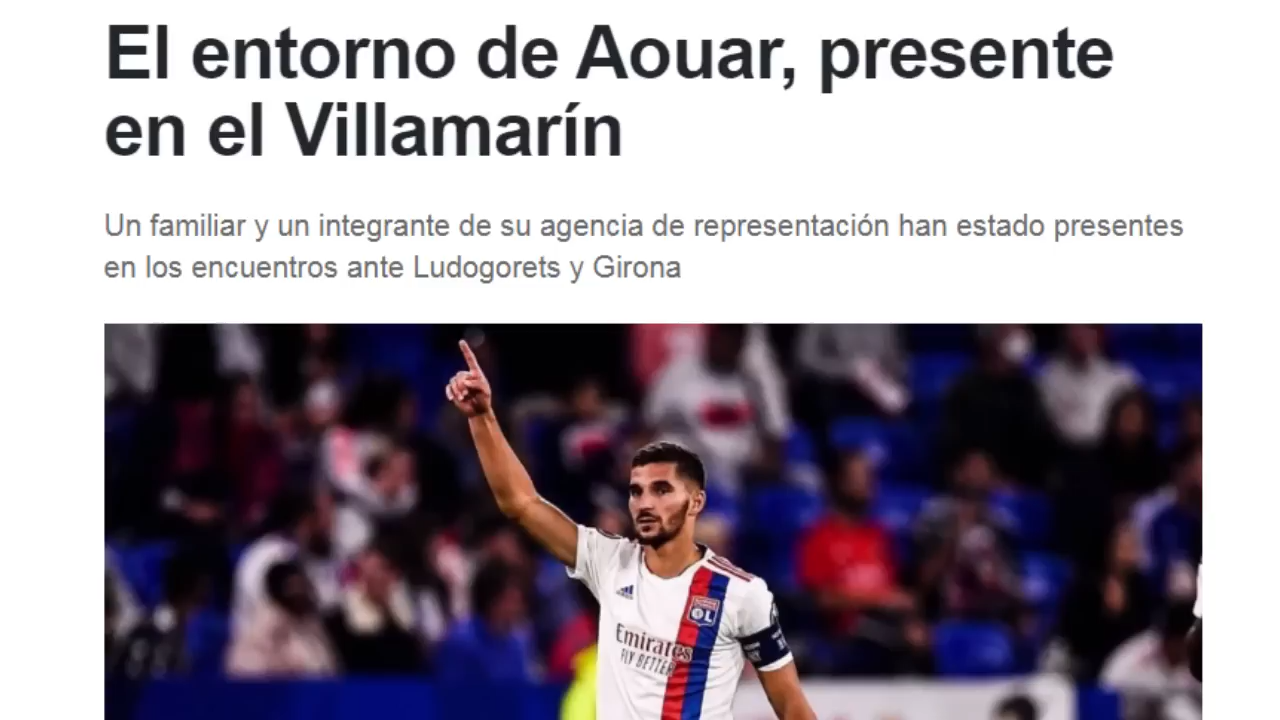 El entorno de Aouar, presente
en el Villamarín
Un familiar y un integrante de su agencia de representación han estado presentes
en los encuentros ante Ludogorets y Girona
Emirates
FLY BETTER
OL